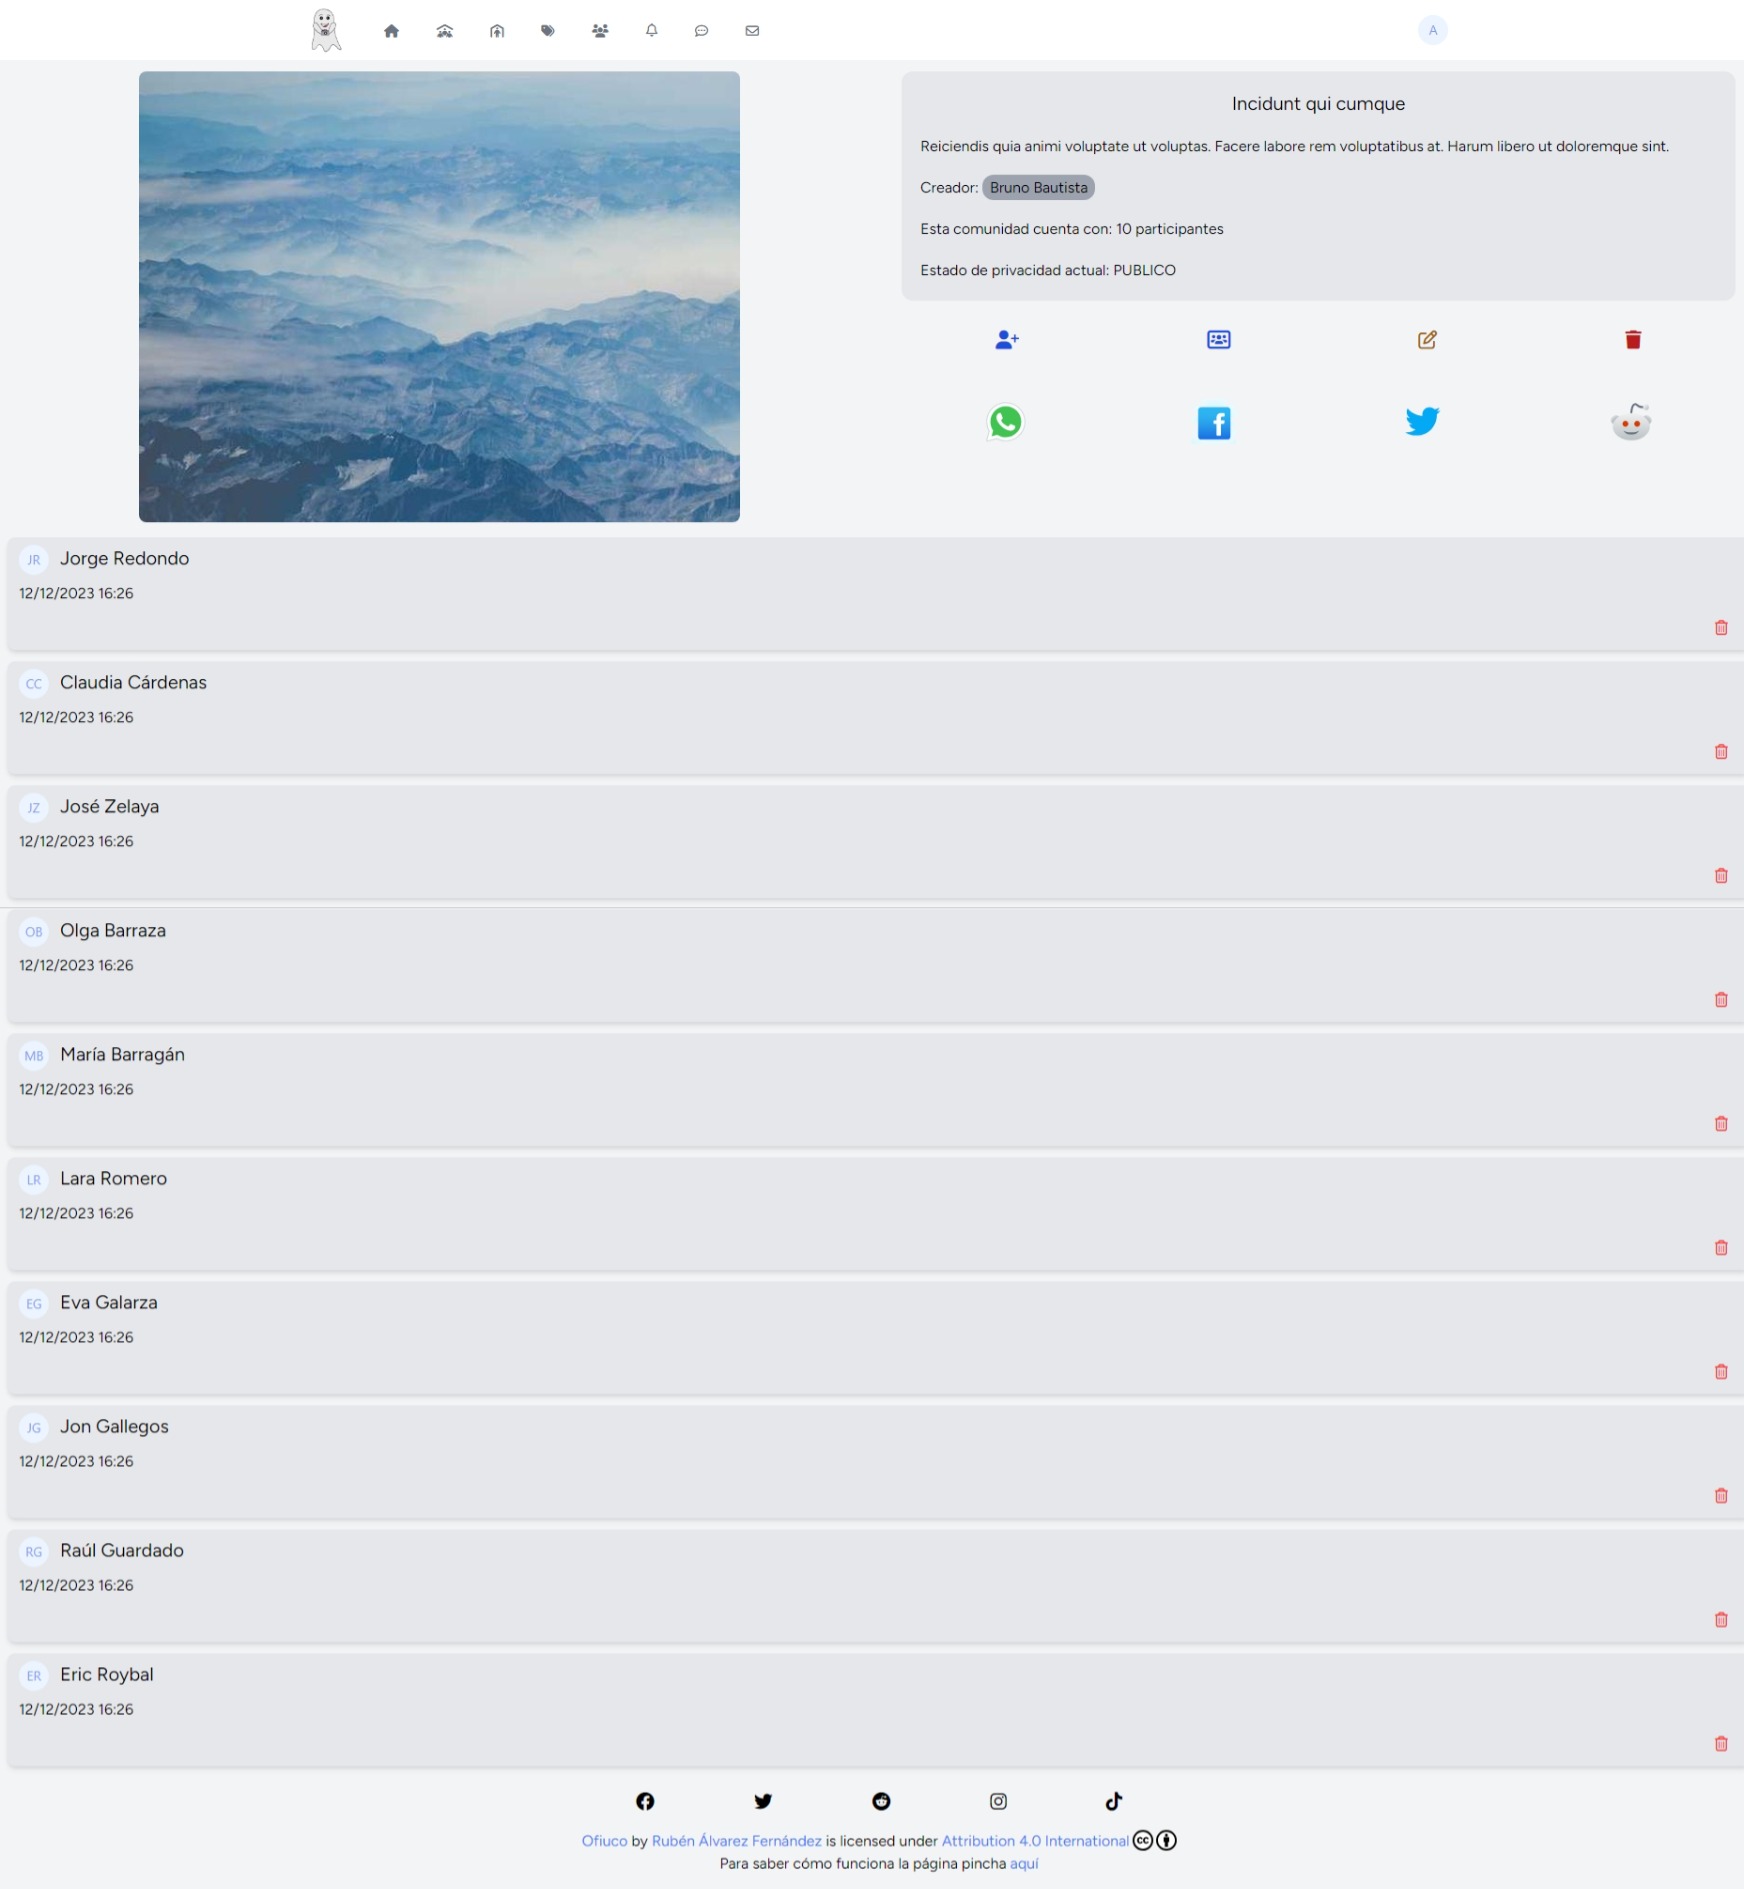 A
Incidunt qui cumque
Reiciendis quia animi voluptate ut voluptas. Facere labore rem voluptatibus at. Harum libero ut doloremque sint.
Creador: Bruno Bautista
Esta comunidad cuenta con: 10 participantes
Estado de privacidad actual: PUBLICO
JR Jorge Redondo
12/12/2023 16:26
CC Claudia Cárdenas
12/12/2023 16:26
JZ José Zelaya
12/12/2023 16:26
OB Olga Barraza
12/12/2023 16:26
MB María Barragán
12/12/2023 16:26
LR Lara Romero
12/12/2023 16:26
EG Eva Galarza
12/12/2023 16:26
JG Jon Gallegos
12/12/2023 16:26
RG Raúl Guardado
12/12/2023 16:26
ER Eric Roybal
12/12/2023 16:26
Ofiuco by Rubén Álvarez Fernández is licensed under Attribution 4.0 International cc
Para saber cómo funciona la página pincha aquí